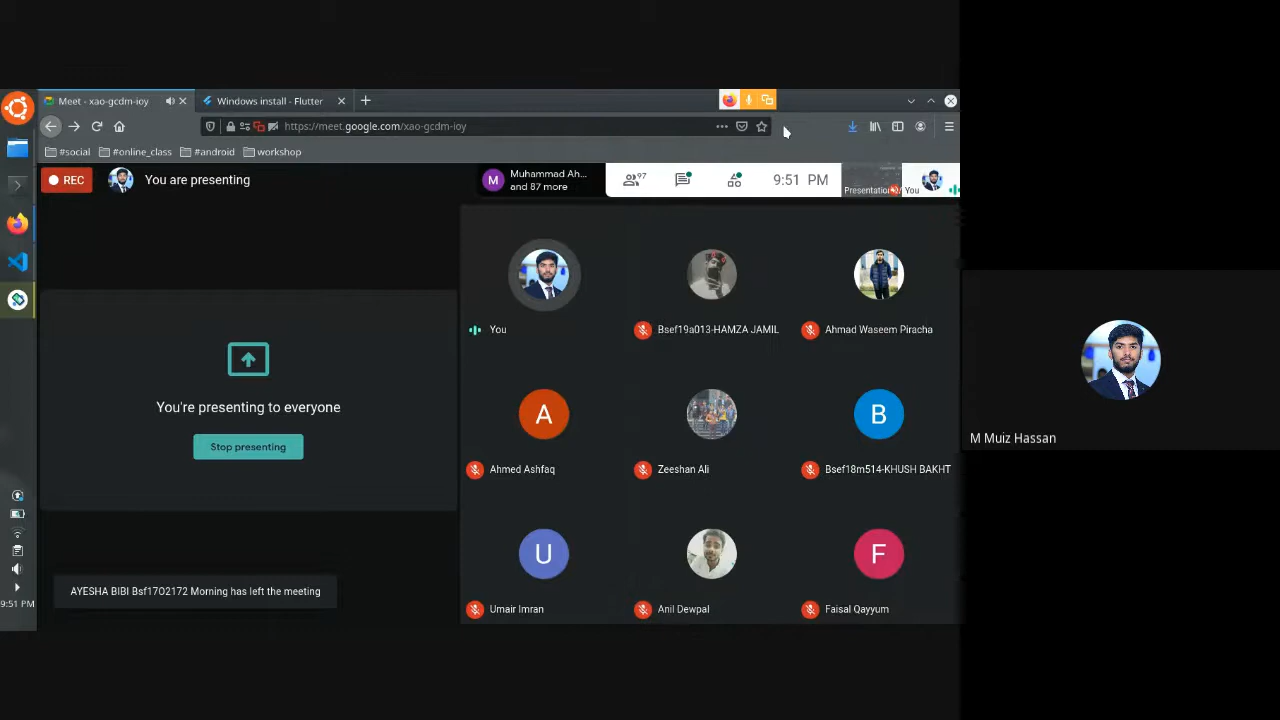 Meet - xao-gcdm-ioy
Windows install - Flutter
https://meet.google.com/xao-gcdm-ioy
#social
#online_class
#android
workshop
REC
You are presenting
M
Muhammad Ah...
and 87 more
97
9:51 PM
Presentation
You
You
Bsef19a013-HAMZA JAMIL
Ahmad Waseem Piracha
You're presenting to everyone
Stop presenting
A
B
Ahmed Ashfaq
Zeeshan Ali
Bsef18m514-KHUSH BAKHT
M Muiz Hassan
U
F
AYESHA BIBI Bsf1702172 Morning has left the meeting
Umair Imran
Anil Dewpal
Faisal Qayyum
9:51 PM